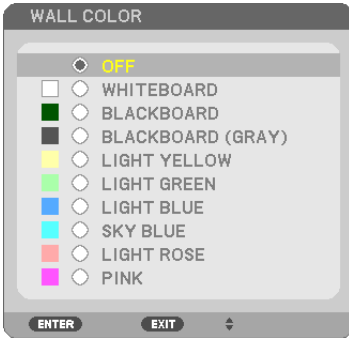 WALL COLOR
OFF
WHITEBOARD
BLACKBOARD
BLACKBOARD (GRAY)
LIGHT YELLOW
LIGHT GREEN
LIGHT BLUE
SKY BLUE
LIGHT ROSE
PINK
ENTER EXIT